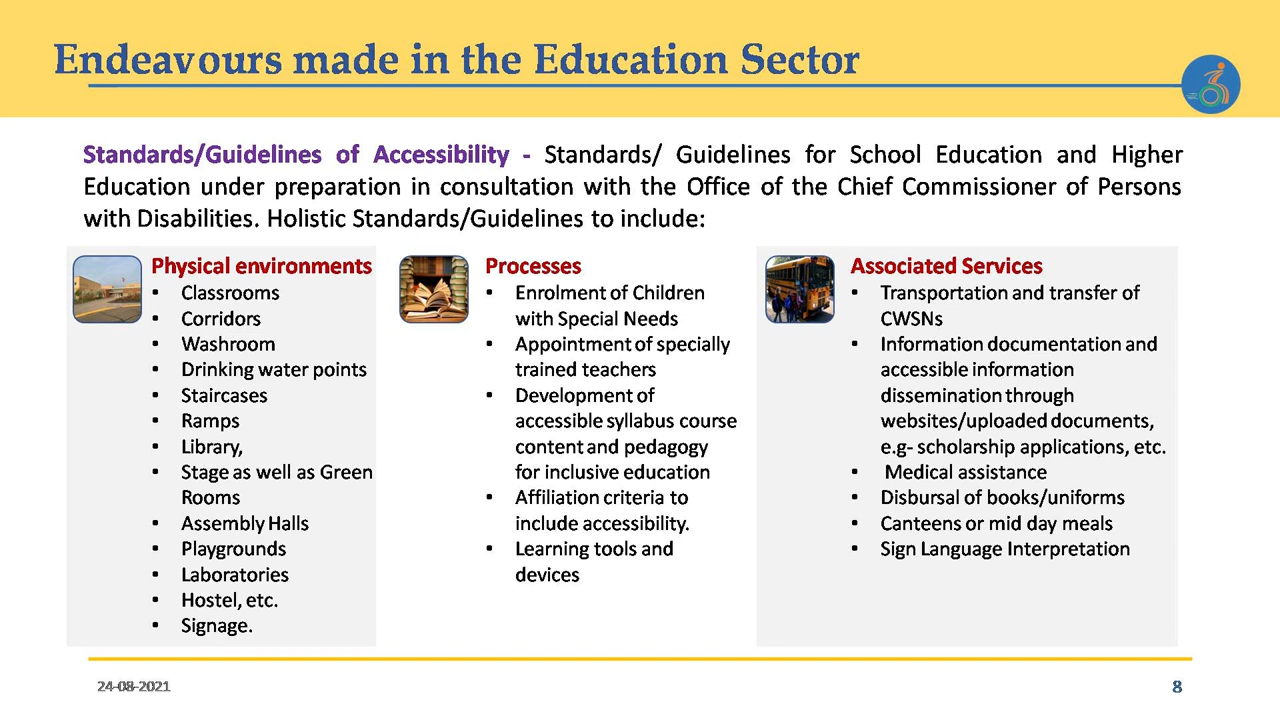 Endeavours made in the Education Sector
Standards/Guidelines of Accessibility - Standards/ Guidelines for School Education and Higher
Education under preparation in consultation with the Office of the Chief Commissioner of Persons
with Disabilities. Holistic Standards/Guidelines to include:
Physical environments
• Classrooms
• Corridors
• Washroom
• Drinking water points
• Staircases
• Ramps
• Library,
• Stage as well as Green
Rooms
• Assembly Halls
• Playgrounds
• Laboratories
• Hostel, etc.
• Signage.
Processes
• Enrolment of Children
with Special Needs
• Appointment of specially
trained teachers
• Development of
accessible syllabus course
content and pedagogy
for inclusive education
• Affiliation criteria to
include accessibility.
• Learning tools and
devices
Associated Services
• Transportation and transfer of
CWSNs
• Information documentation and
accessible information
dissemination through
websites/uploaded documents,
e.g- scholarship applications, etc.
• Medical assistance
• Disbursal of books/uniforms
• Canteens or mid day meals
• Sign Language Interpretation
24-08-2021
8